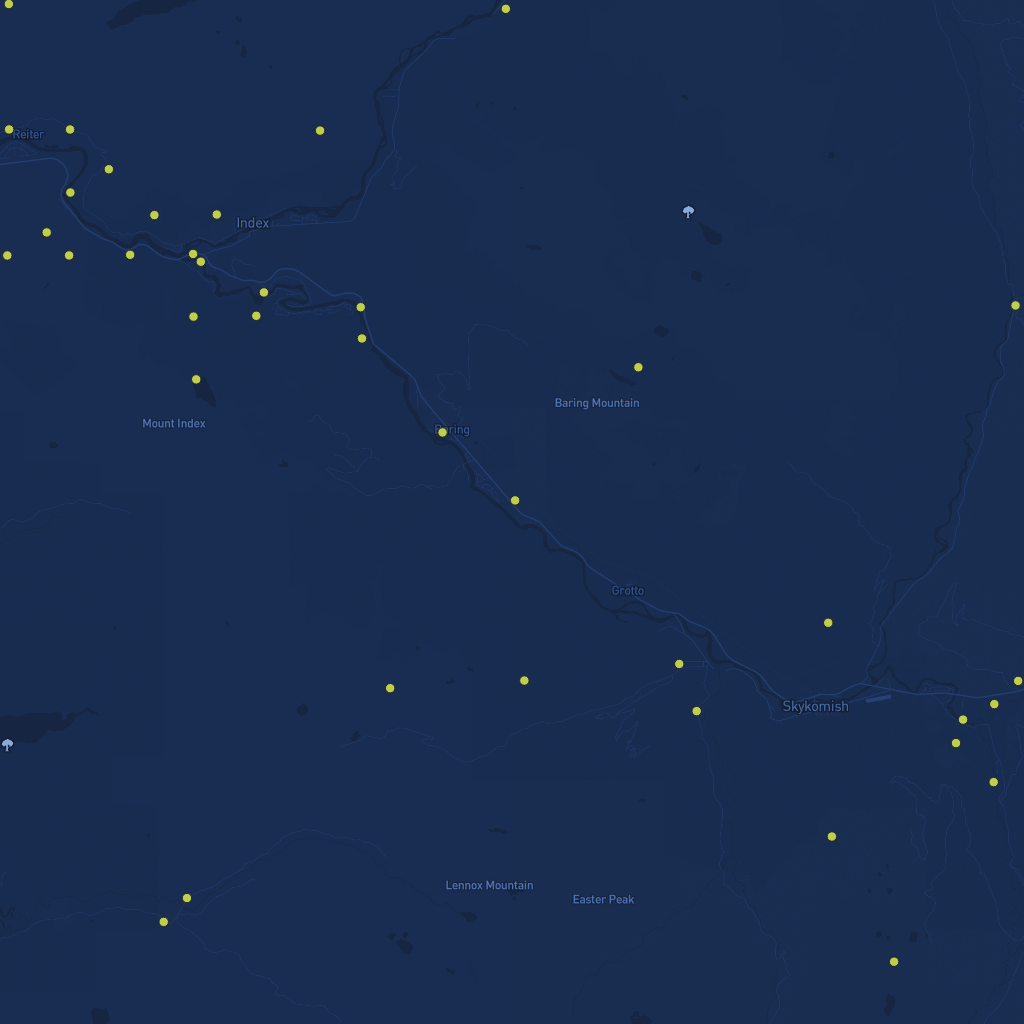 Reiter
Index
Baring Mountain
Mount Index
Baring
Grotto
Skykomish
Lennox Mountain
Easter Peak